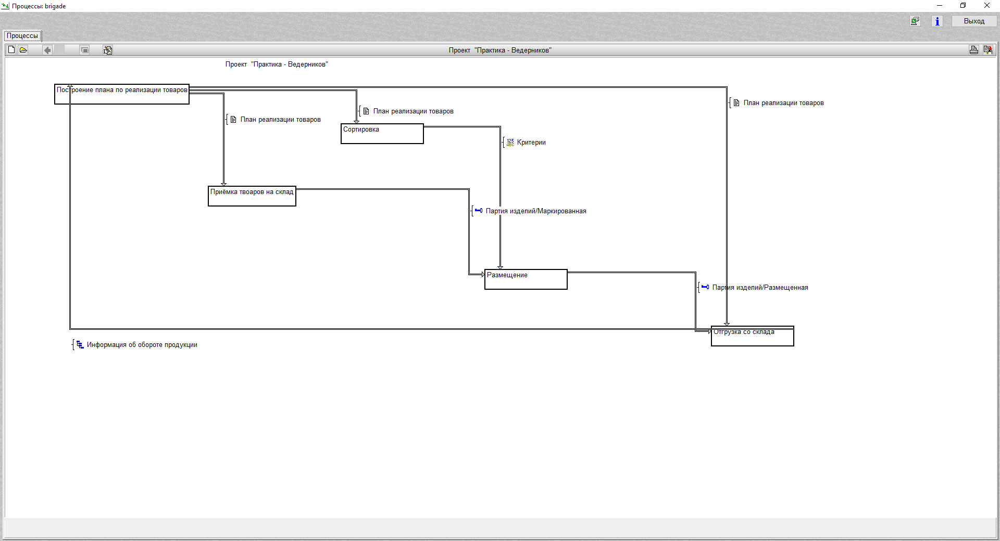 Процессы: brigade
Выход
Процессы
Проект "Практика - Ведерников"
Проект "Практика - Ведерников"
Построение плана по реализации товаров
План реализации товаров
План реализации товаров
План реализации товаров
Сортировка
123
ABC
Критерии
Приёмка твоаров на склад
Партия изделий/Маркированная
Размещение
Партия изделий/Размещенная
Отгрузка со склада
Информация об обороте продукции